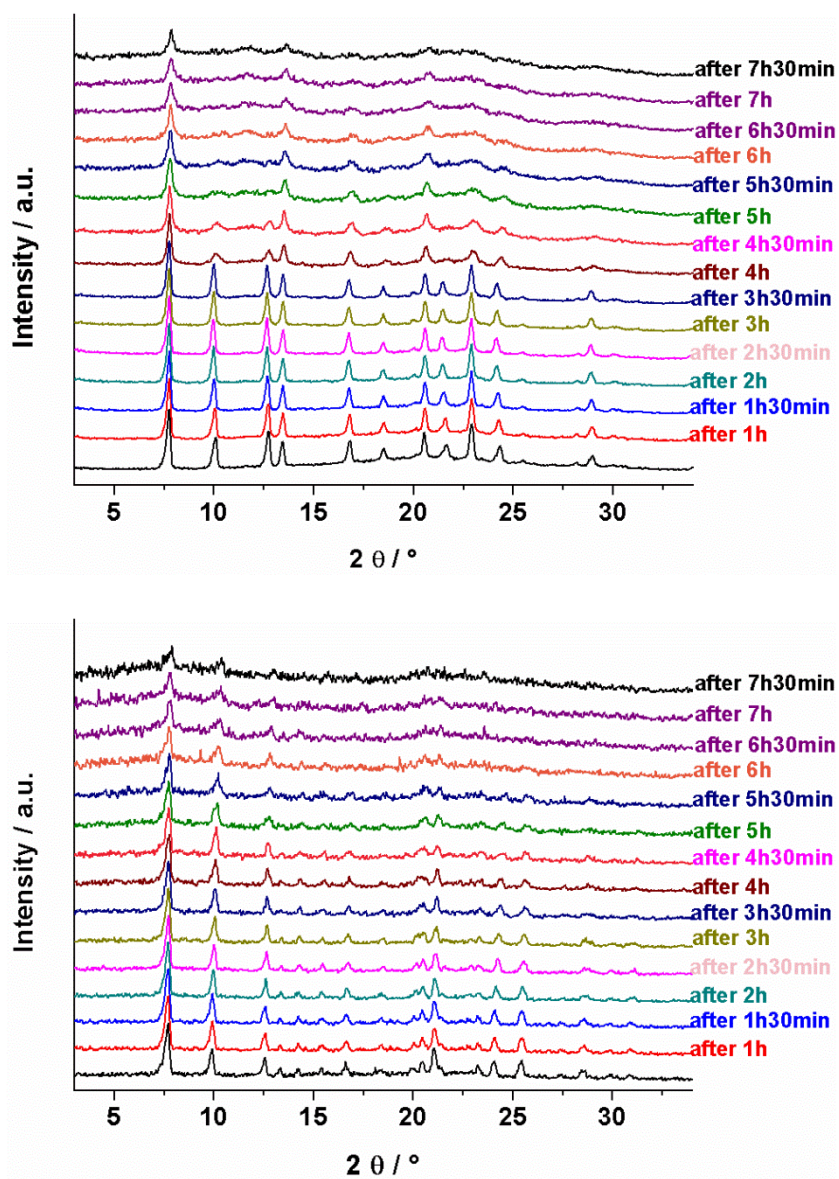 after 7h30min
after 7h
after 6h30min
after 6h
after 5h30min
after 5h
after 4h30min
after 4h
after 3h30min
after 3h
after 2h30min
after 2h
after 1h30min
after 1h
Intensity / a.u.
5 10 15 20 25 30
2 θ / °
after 7h30min
after 7h
after 6h30min
after 6h
after 5h30min
after 5h
after 4h30min
after 4h
after 3h30min
after 3h
after 2h30min
after 2h
after 1h30min
after 1h
Intensity / a.u.
5 10 15 20 25 30
2 θ / °